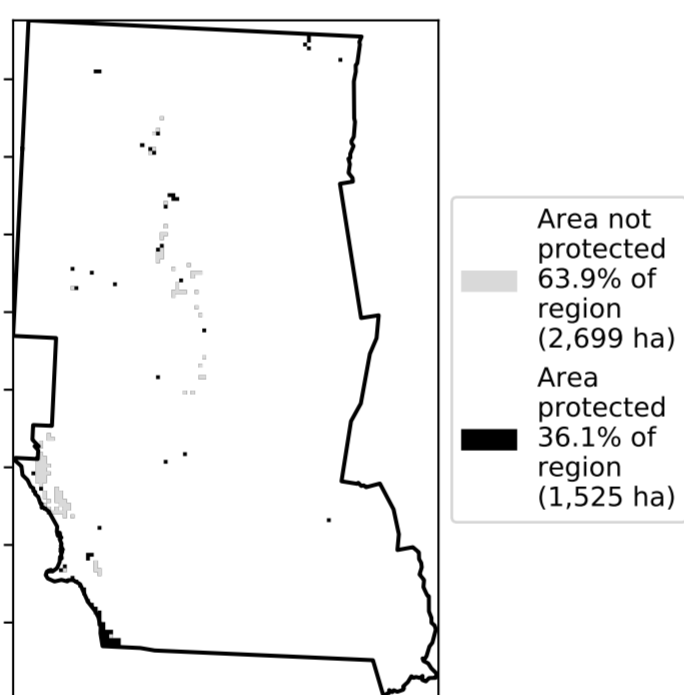 Area not
protected
63.9% of
region
(2,699 ha)
Area
protected
36.1% of
region
(1,525 ha)